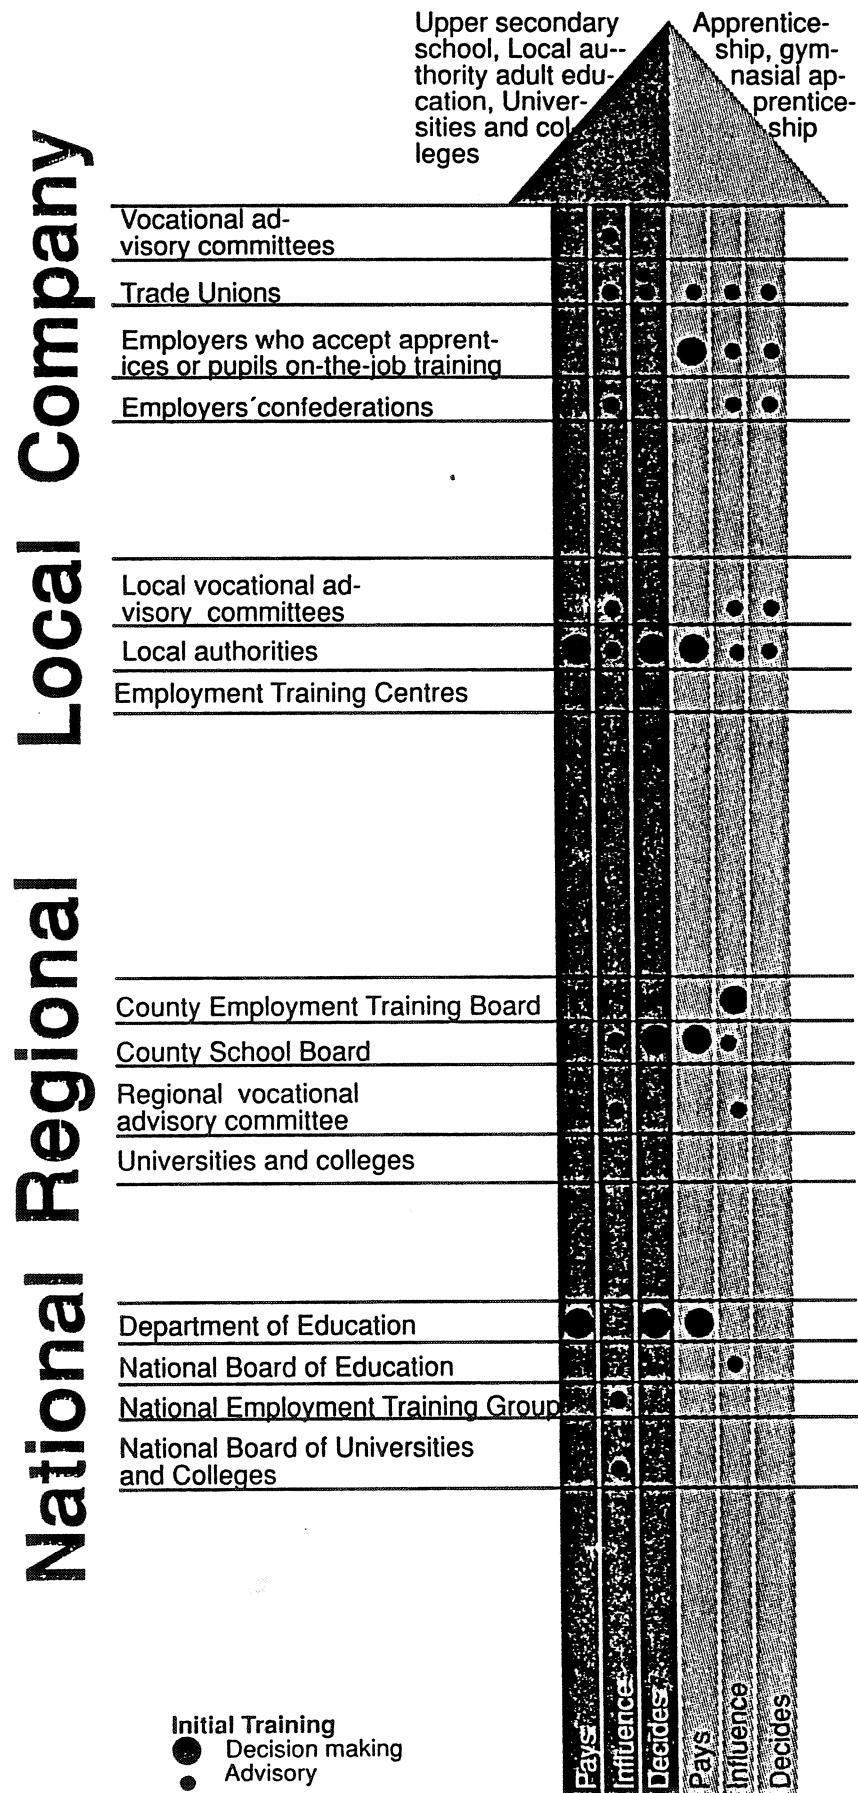 Upper secondary
school, Local au--
thority adult edu-
cation, Univer-
sities and col
leges
Apprentice-
ship, gym-
nasial ap-
prentice-
ship
Company
Vocational ad-
visory committees
Trade Unions
Employers who accept apprent-
ices or pupils on-the-job training
Employers´confederations
Local
Local vocational ad-
visory committees
Local authorities
Employment Training Centres
Regional
County Employment Training Board
County School Board
Regional vocational
advisory committee
Universities and colleges
National
Department of Education
National Board of Education
National Employment Training Group
National Board of Universities
and Colleges
Pays
Influence
Decides
Pays
Influence
Decides
Initial Training
Decision making
Advisory